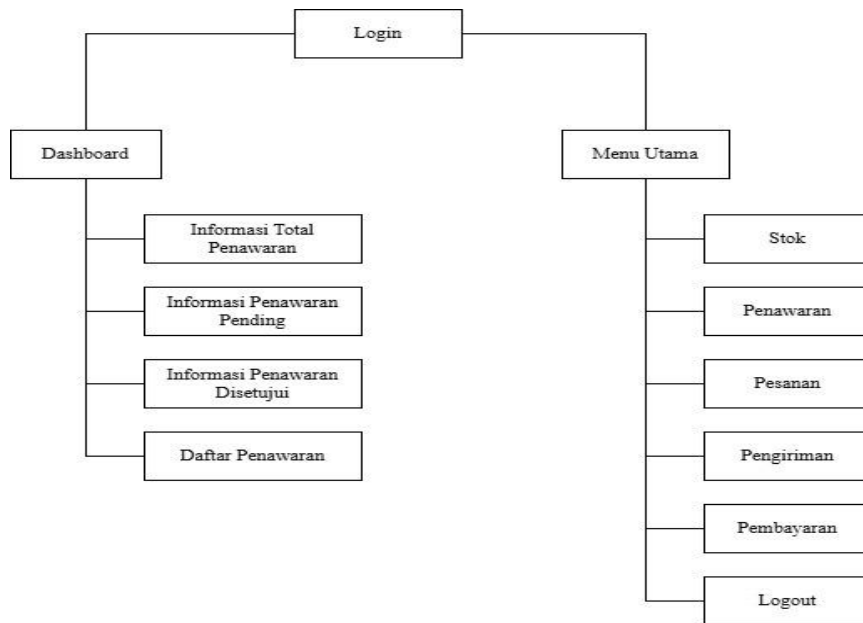 Login
Dashboard
Menu Utama
Informasi Total
Penawaran
Informasi Penawaran
Pending
Informasi Penawaran
Disetujui
Daftar Penawaran
Stok
Penawaran
Pesanan
Pengiriman
Pembayaran
Logout